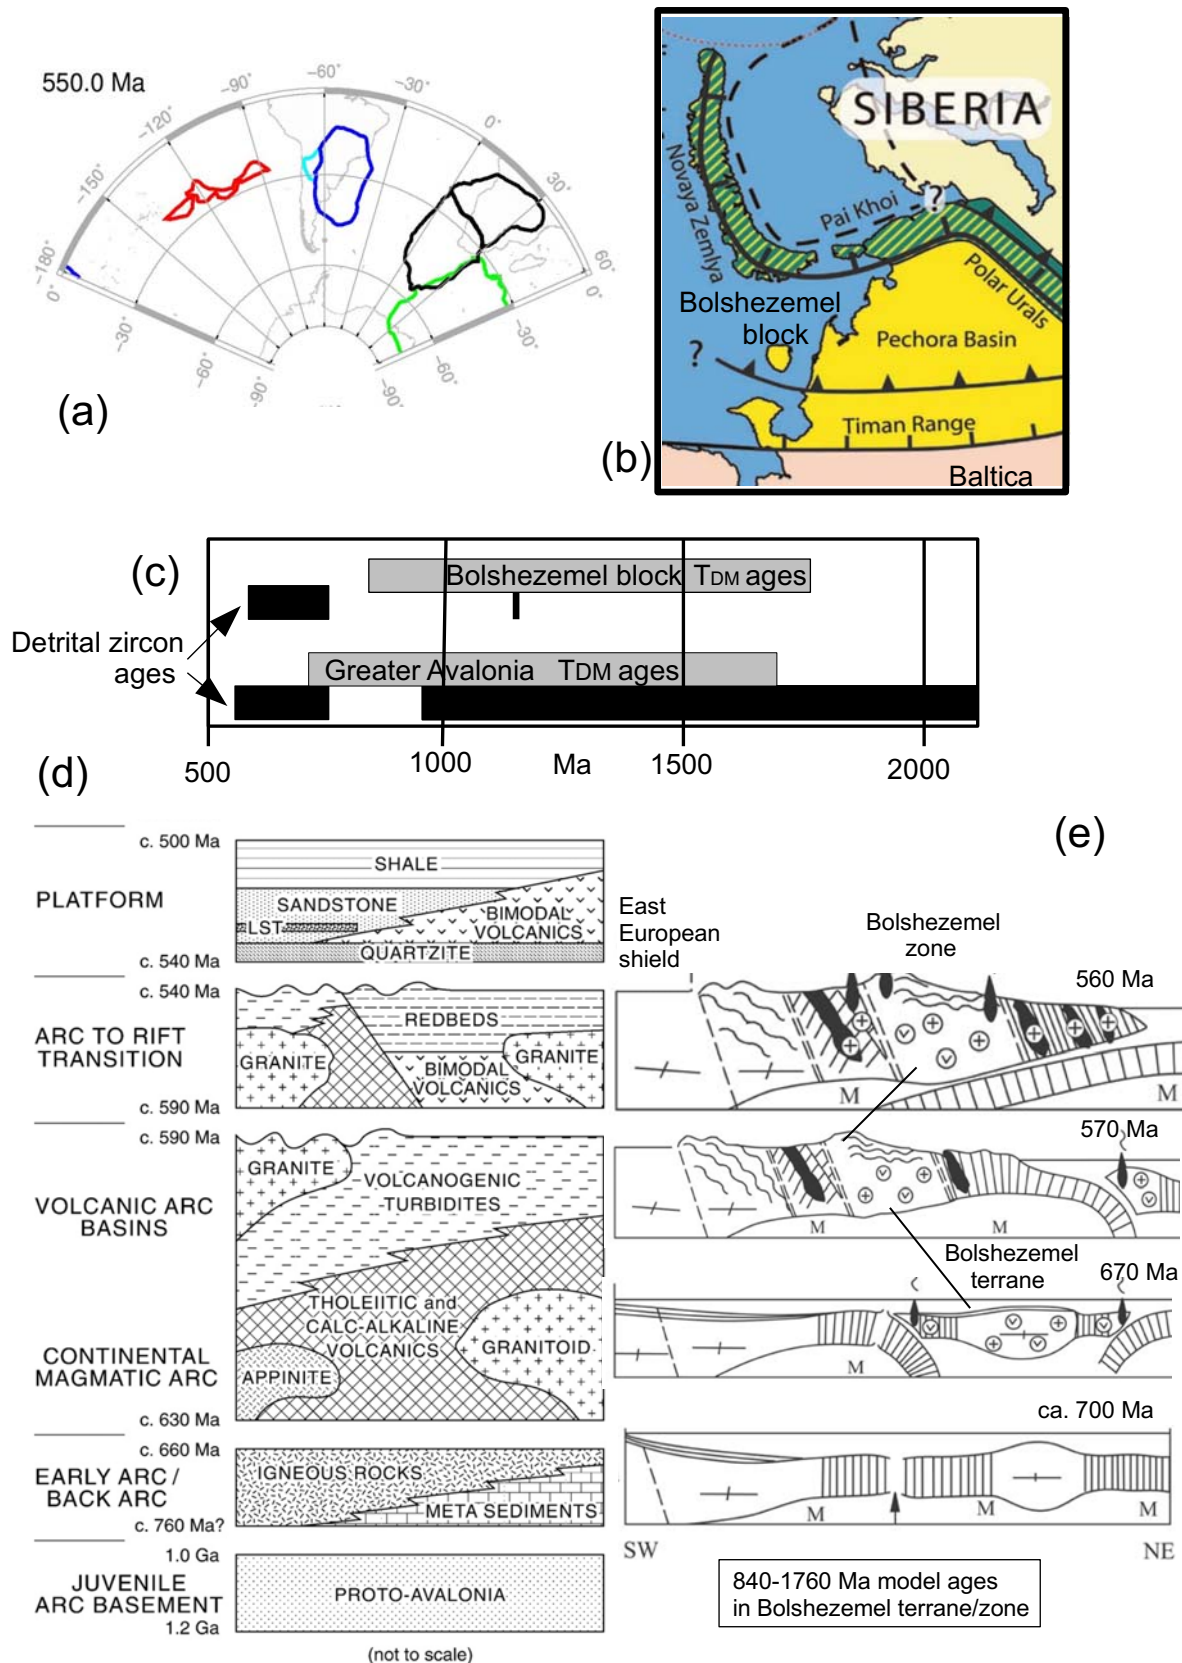 550.0 Ma
−180°
−150°
−120°
−90°
−60°
−30°
0°
30°
60°
0°
−30°
−60°
−90°
0°
−30°
−60°
−90°
(a)
SIBERIA
Novaya Zemlya
Pai Khoi
?
Polar Urals
Bolshezemel
block
?
Pechora Basin
Timan Range
Baltica
(b)
(c)
Bolshezemel block TDM ages
Detrital zircon
ages
Greater Avalonia TDM ages
500
1000
Ma
1500
2000
(d)
c. 500 Ma
PLATFORM
SHALE
SANDSTONE
LST
BIMODAL
VOLCANICS
QUARTZITE
c. 540 Ma
c. 540 Ma
ARC TO RIFT
TRANSITION
REDBEDS
GRANITE
GRANITE
BIMODAL
VOLCANICS
c. 590 Ma
c. 590 Ma
GRANITE
VOLCANIC ARC
BASINS
VOLCANOGENIC
TURBIDITES
THOLEIITIC and
CALC-ALKALINE
VOLCANICS
GRANITOID
CONTINENTAL
MAGMATIC ARC
APPINITE
c. 630 Ma
c. 660 Ma
EARLY ARC /
BACK ARC
IGNEOUS ROCKS
META SEDIMENTS
c. 760 Ma?
1.0 Ga
JUVENILE
ARC BASEMENT
PROTO-AVALONIA
1.2 Ga
(not to scale)
(e)
East
European
shield
Bolshezemel
zone
560 Ma
M
M
570 Ma
M
M
Bolshezemel
terrane
670 Ma
M
ca. 700 Ma
M
M
M
SW
NE
840-1760 Ma model ages
in Bolshezemel terrane/zone